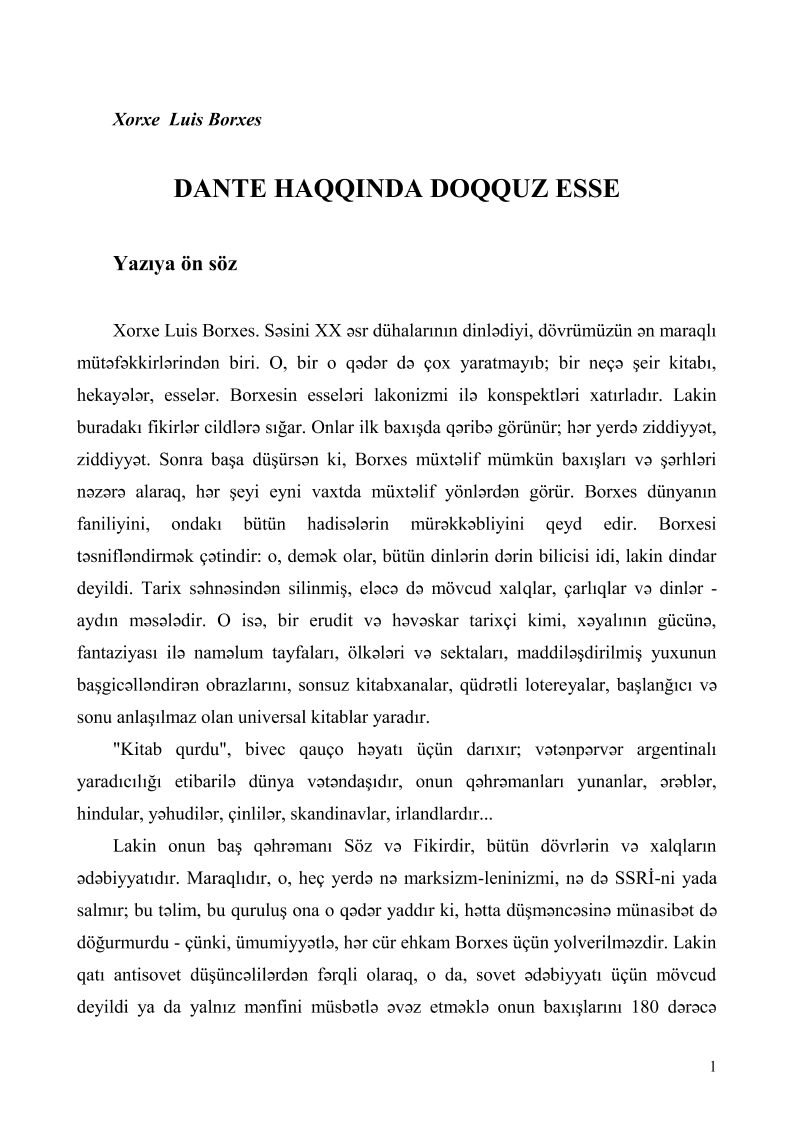 Xorxe Luis Borxes
DANTE HAQQINDA DOQQUZ ESSE
Yazıya ön söz
Xorxe Luis Borxes. Səsini XX əsr dühalarının dinlədiyi, dövrümüzün ən maraqlı
mütəfəkkirlərindən biri. O, bir o qədər də çox yaratmayıb; bir neçə şeir kitabı,
hekayələr, esselər. Borxesin esseləri lakonizmi ilə konspektləri xatırladır. Lakin
buradakı fikirlər cildlərə sığar. Onlar ilk baxışda qəribə görünür; hər yerdə ziddiyyət,
ziddiyyət. Sonra başa düşürsən ki, Borxes müxtəlif mümkün baxışları və şərhləri
nəzərə alaraq, hər şeyi eyni vaxtda müxtəlif yönlərdən görür. Borxes dünyanın
faniliyini, ondakı bütün hadisələrin mürəkkəbliyini qeyd edir. Borxesi
təsnifləndirmək çətindir: o, demək olar, bütün dinlərin dərin bilicisi idi, lakin dindar
deyildi. Tarix səhnəsindən silinmiş, eləcə də mövcud xalqlar, çarlıqlar və dinlər -
aydın məsələdir. O isə, bir erudit və həvəskar tarixçi kimi, xəyalının gücünə,
fantaziyası ilə naməlum tayfaları, ölkələri və sektaları, maddiləşdirilmiş yuxunun
başgicəlləndirən obrazlarını, sonsuz kitabxanalar, qüdrətli lotereyalar, başlanğıcı və
sonu anlaşılmaz olan universal kitablar yaradır.
"Kitab qurdu", bivec qauço həyatı üçün darıxır; vətənpərvər argentinalı
yaradıcılığı etibarilə dünya vətəndaşıdır, onun qəhrəmanları yunanlar, ərəblər,
hindular, yəhudilər, çinlilər, skandinavlar, irlandlardır...
Lakin onun baş qəhrəmanı Söz və Fikirdir, bütün dövrlərin və xalqların
ədəbiyyatıdır. Maraqlıdır, o, heç yerdə nə marksizm-leninizmi, nə də SSRİ-ni yada
salmır; bu təlim, bu quruluş ona o qədər yaddır ki, hətta düşməncəsinə münasibət də
döğurmurdu - çünki, ümumiyyətlə, hər cür ehkam Borxes üçün yolverilməzdir. Lakin
qatı antisovet düşüncəlilərdən fərqli olaraq, o da, sovet ədəbiyyatı üçün mövcud
deyildi ya da yalnız mənfini müsbətlə əvəz etməklə onun baxışlarını 180 dərəcə
1